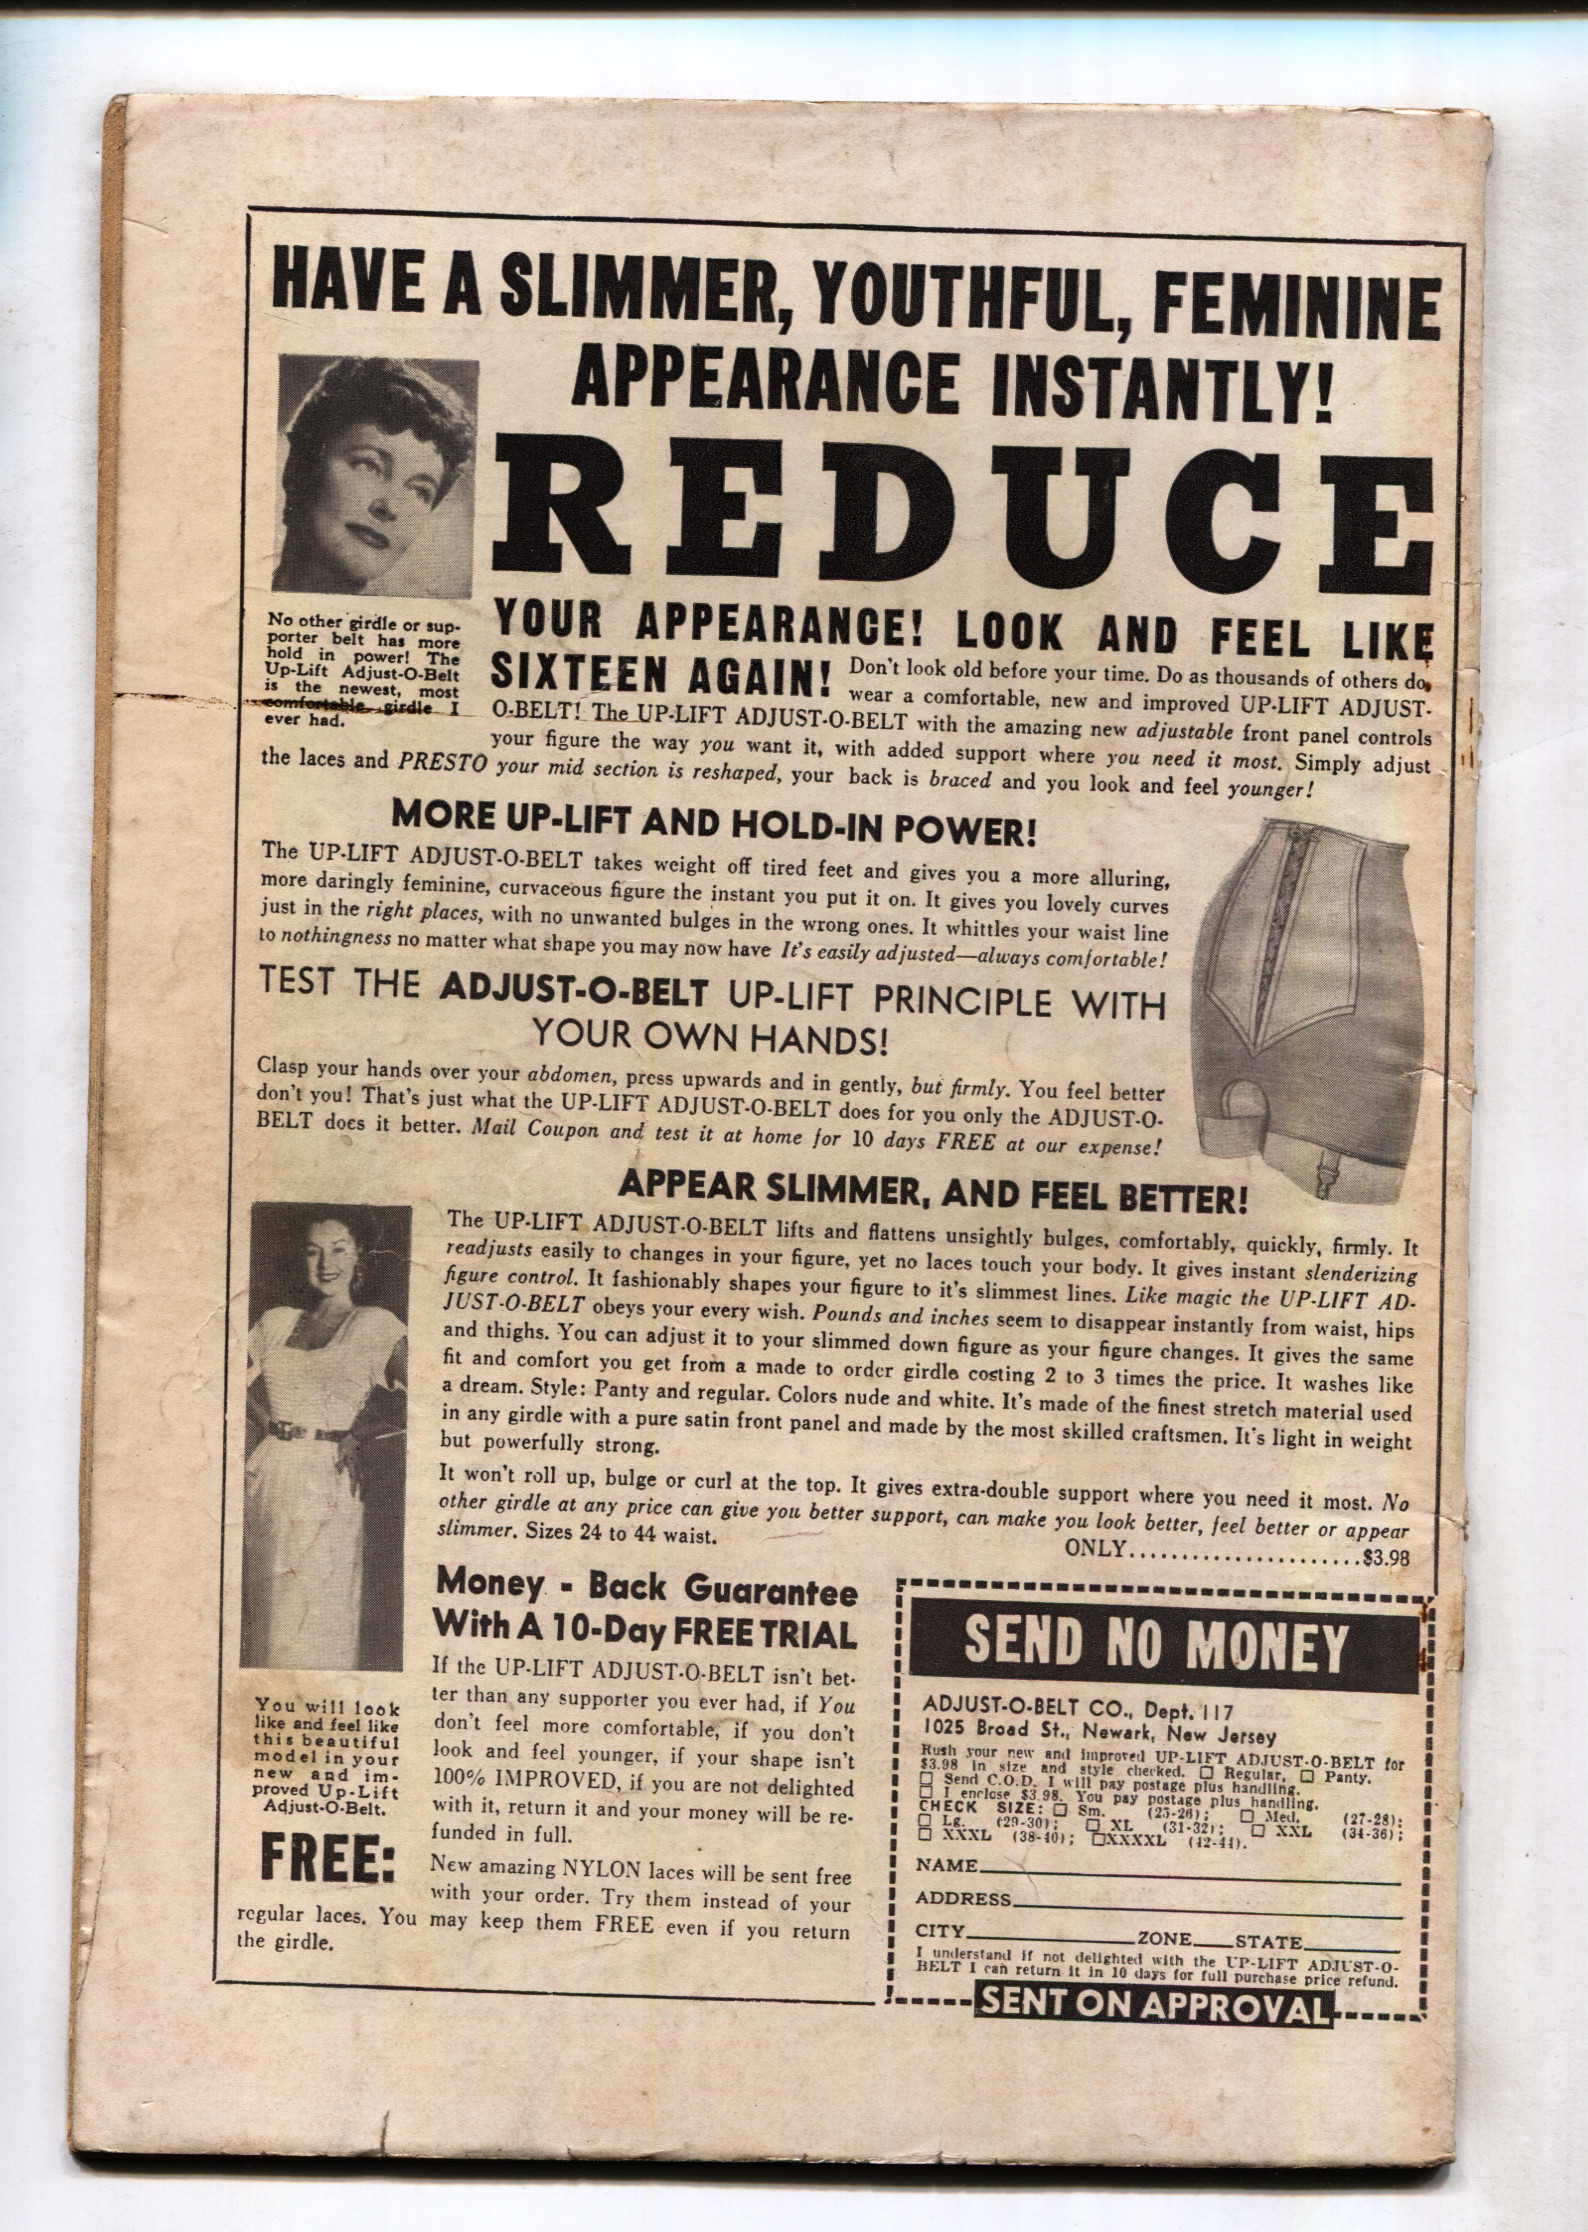 HAVE A SLIMMER, YOUTHFUL, FEMININE
APPEARANCE INSTANTLY!
REDUCE
YOUR APPEARANCE! LOOK AND FEEL LIKE
SIXTEEN AGAIN!
Don't look old before your time. Do as thousands of others do,
wear a comfortable, new and improved UP-LIFT ADJUST-
O-BELT! The UP-LIFT ADJUST-O-BELT with the amazing new adjustable front panel controls
your figure the way you want it, with added support where you need it most. Simply adjust
the laces and PRESTO your mid section is reshaped, your back is braced and you look and feel younger!
No other girdle or sup-
porter belt has more
hold in power! The
Up-Lift Adjust-O-Belt
is the newest, most
comfortable girdle I
ever had.
MORE UP-LIFT AND HOLD-IN POWER!
The UP-LIFT ADJUST-O-BELT takes weight off tired feet and gives you a more alluring,
more daringly feminine, curvaceous figure the instant you put it on. It gives you lovely curves
just in the right places, with no unwanted bulges in the wrong ones. It whittles your waist line
to nothingness no matter what shape you may now have It's easily adjusted—always comfortable!
TEST THE ADJUST-O-BELT UP-LIFT PRINCIPLE WITH
YOUR OWN HANDS!
Clasp your hands over your abdomen, press upwards and in gently, but firmly. You feel better
don't you! That's just what the UP-LIFT ADJUST-O-BELT does for you only the ADJUST-O-
BELT does it better. Mail Coupon and test it at home for 10 days FREE at our expense!
APPEAR SLIMMER, AND FEEL BETTER!
The UP-LIFT ADJUST-O-BELT lifts and flattens unsightly bulges, comfortably, quickly, firmly. It
readjusts easily to changes in your figure, yet no laces touch your body. It gives instant slenderizing
figure control. It fashionably shapes your figure to it's slimmest lines. Like magic the UP-LIFT AD-
JUST-O-BELT obeys your every wish. Pounds and inches seem to disappear instantly from waist, hips
and thighs. You can adjust it to your slimmed down figure as your figure changes. It gives the same
fit and comfort you get from a made to order girdle costing 2 to 3 times the price. It washes like
a dream. Style: Panty and regular. Colors nude and white. It's made of the finest stretch material used
in any girdle with a pure satin front panel and made by the most skilled craftsmen. It's light in weight
but powerfully strong.
It won't roll up, bulge or curl at the top. It gives extra-double support where you need it most. No
other girdle at any price can give you better support, can make you look better, feel better or appear
slimmer. Sizes 24 to 44 waist.
ONLY......................$3.98
You will look
like and feel like
this beautiful
model in your
new and im-
proved Up-Lift
Adjust-O-Belt.
Money - Back Guarantee
With A 10-Day FREE TRIAL
If the UP-LIFT ADJUST-O-BELT isn't bet-
ter than any supporter you ever had, if You
don't feel more comfortable, if you don't
look and feel younger, if your shape isn't
100% IMPROVED, if you are not delighted
with it, return it and your money will be re-
funded in full.
FREE:
New amazing NYLON laces will be sent free
with your order. Try them instead of your
regular laces. You may keep them FREE even if you return
the girdle.
SEND NO MONEY
ADJUST-O-BELT CO., Dept. 117
1025 Broad St., Newark, New Jersey
Rush your new and improved UP-LIFT ADJUST-O-BELT for
$3.98 in size and style checked. ☐ Regular, ☐ Panty.
☐ Send C.O.D. I will pay postage plus handling.
☐ I enclose $3.98. You pay postage plus handling.
CHECK SIZE: ☐ Sm. (25-26); ☐ Med. (27-28);
☐ Lg. (29-30); ☐ XL (31-32); ☐ XXL (34-36);
☐ XXXL (38-40); ☐ XXXXL (42-44).
NAME
ADDRESS
CITY ZONE STATE
I understand if not delighted with the UP-LIFT ADJUST-O-
BELT I can return it in 10 days for full purchase price refund.
SENT ON APPROVAL